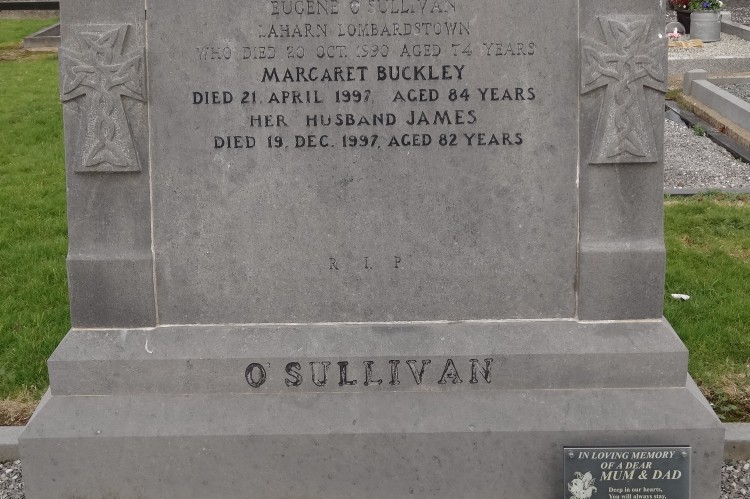 EUGENE O'SULLIVAN
LAHARN LOMBARDSTOWN
WHO DIED 20 OCT. 1990 AGED 74 YEARS
MARGARET BUCKLEY
DIED 21. APRIL 1997. AGED 84 YEARS
HER HUSBAND JAMES
DIED 19. DEC. 1997. AGED 82 YEARS
R I P
O'SULLIVAN
IN LOVING MEMORY
OF A DEAR
MUM & DAD
Deep in our hearts,
You will always stay,